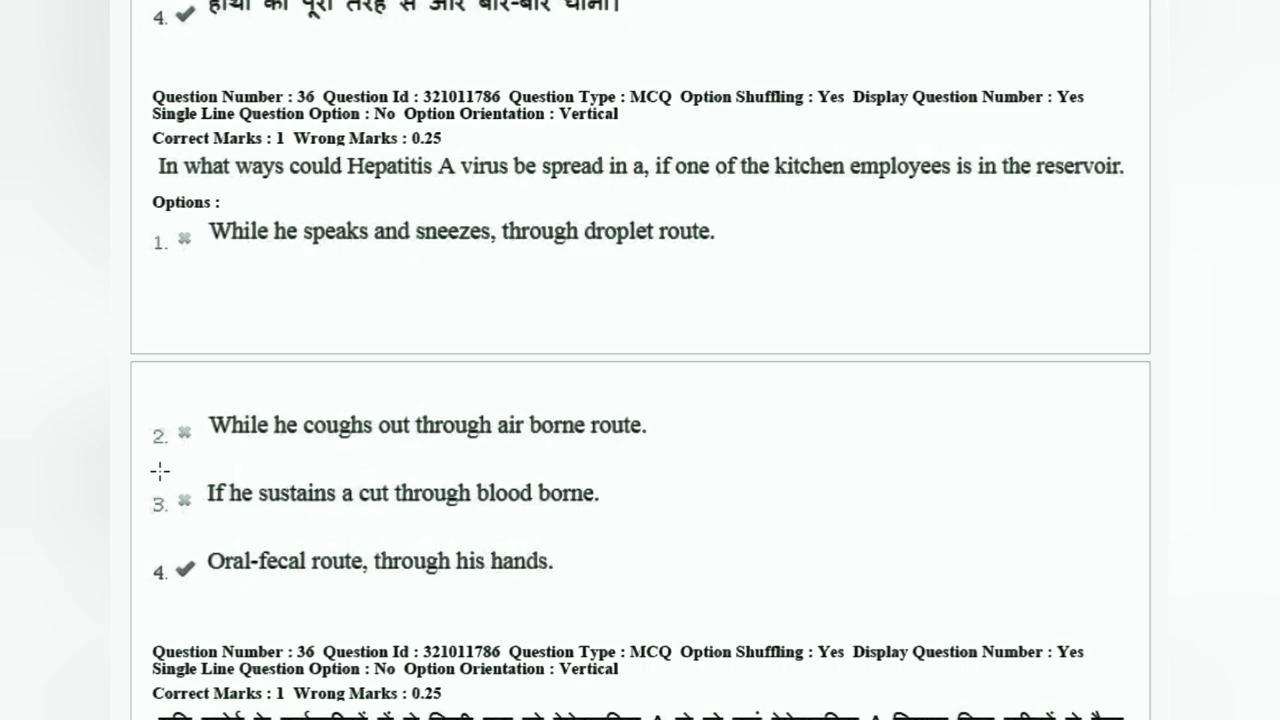 4. हाथों को पूरी तरह से और बार-बार धोना।
Question Number : 36 Question Id : 321011786 Question Type : MCQ Option Shuffling : Yes Display Question Number : Yes
Single Line Question Option : No Option Orientation : Vertical
Correct Marks : 1 Wrong Marks : 0.25
In what ways could Hepatitis A virus be spread in a, if one of the kitchen employees is in the reservoir.
Options :
1. While he speaks and sneezes, through droplet route.
2. While he coughs out through air borne route.
3. If he sustains a cut through blood borne.
4. Oral-fecal route, through his hands.
Question Number : 36 Question Id : 321011786 Question Type : MCQ Option Shuffling : Yes Display Question Number : Yes
Single Line Question Option : No Option Orientation : Vertical
Correct Marks : 1 Wrong Marks : 0.25